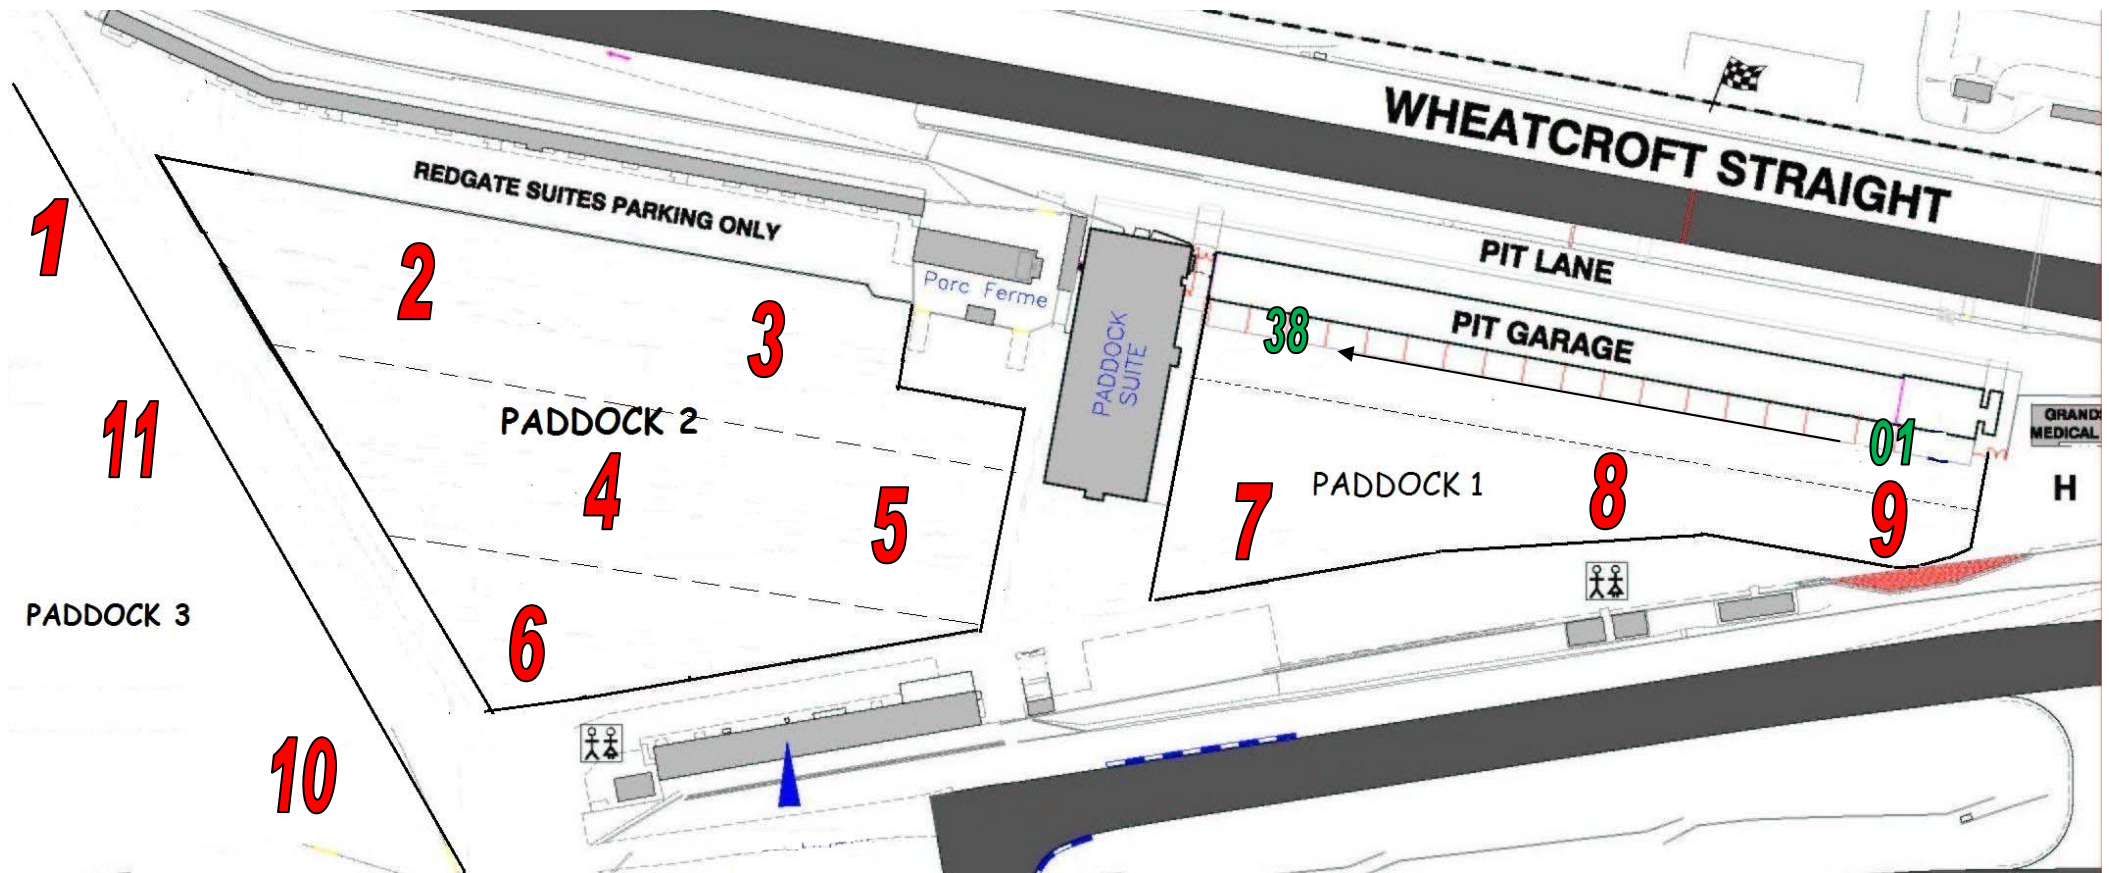 WHEATCROFT STRAIGHT
REDGATE SUITES PARKING ONLY
1
2
3
Porc Ferme
PIT LANE
PIT GARAGE
38
PADDOCK
SUITE
GRAND
MEDICAL
01
H
11
PADDOCK 2
4
5
7
PADDOCK 1
8
9
PADDOCK 3
6
10